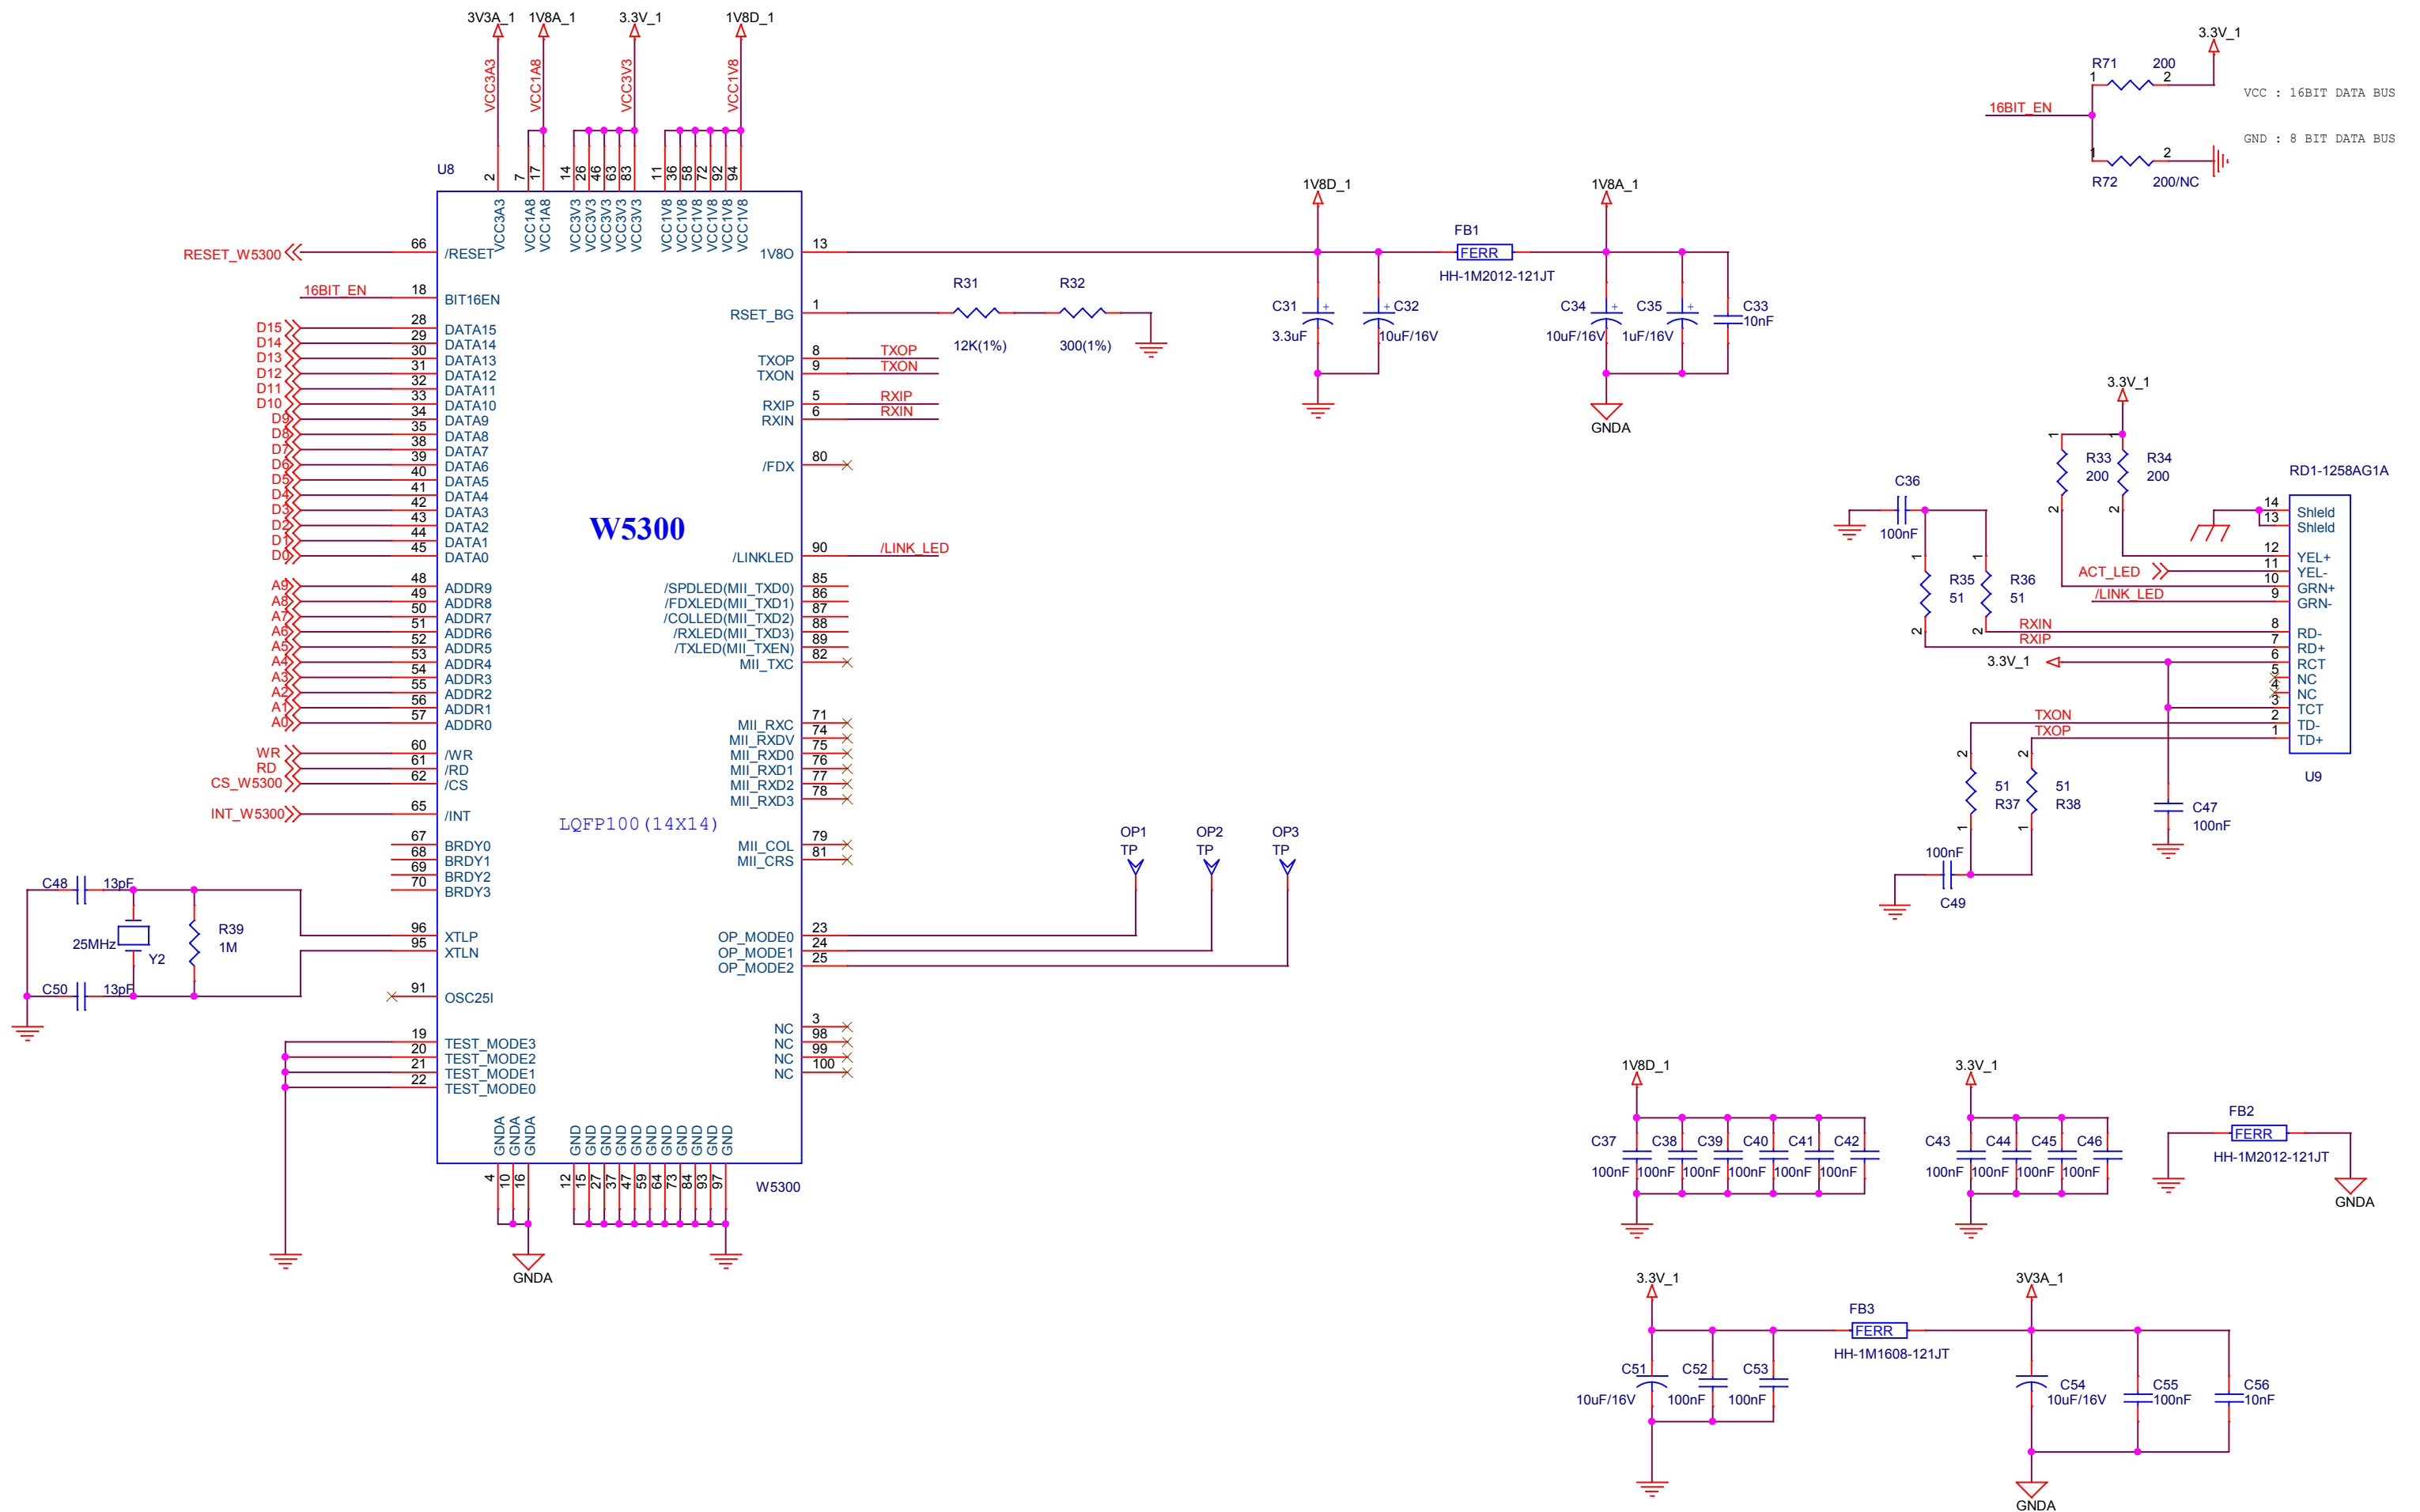 3V3A_1 1V8A_1 3.3V_1 1V8D_1
VCC3A3 VCC1A8 VCC3V3 VCC1V8
U8
2 7 17 14 26 46 63 83 11 36 58 72 92 94
VCC3A3 VCC1A8 VCC1A8 VCC3V3 VCC3V3 VCC3V3 VCC3V3 VCC3V3 VCC1V8 VCC1V8 VCC1V8 VCC1V8 VCC1V8 VCC1V8
RESET_W5300 66 /RESET
16BIT_EN 18 BIT16EN
D15 28 DATA15
D14 29 DATA14
D13 30 DATA13
D12 31 DATA12
D11 32 DATA11
D10 33 DATA10
D9 34 DATA9
D8 35 DATA8
D7 38 DATA7
D6 39 DATA6
D5 40 DATA5
D4 41 DATA4
D3 42 DATA3
D2 43 DATA2
D1 44 DATA1
D0 45 DATA0
A9 48 ADDR9
A8 49 ADDR8
A7 50 ADDR7
A6 51 ADDR6
A5 52 ADDR5
A4 53 ADDR4
A3 54 ADDR3
A2 55 ADDR2
A1 56 ADDR1
A0 57 ADDR0
WR 60 /WR
RD 61 /RD
CS_W5300 62 /CS
INT_W5300 65 /INT
67 BRDY0
68 BRDY1
69 BRDY2
70 BRDY3
96 XTLP
95 XTLN
91 OSC25I
19 TEST_MODE3
20 TEST_MODE2
21 TEST_MODE1
22 TEST_MODE0
C48 13pF
25MHz Y2
R39
1M
C50 13pF
W5300
LQFP100(14X14)
1V8O 13
RSET_BG 1
TXOP 8 TXOP
TXON 9 TXON
RXIP 5 RXIP
RXIN 6 RXIN
/FDX 80
/LINKLED 90 /LINK_LED
/SPDLED(MII_TXD0) 85
/FDXLED(MII_TXD1) 86
/COLLED(MII_TXD2) 87
/RXLED(MII_TXD3) 88
/TXLED(MII_TXEN) 89
MII_TXC 82
MII_RXC 71
MII_RXDV 74
MII_RXD0 75
MII_RXD1 76
MII_RXD2 77
MII_RXD3 78
MII_COL 79
MII_CRS 81
OP_MODE0 23
OP_MODE1 24
OP_MODE2 25
NC 3
NC 98
NC 99
NC 100
GNDA GNDA GNDA GND GND GND GND GND GND GND GND GND GND GND
4 10 16 12 15 27 37 47 59 64 73 84 93 97
W5300
GNDA
R31 R32
12K(1%) 300(1%)
OP1 OP2 OP3
TP TP TP
1V8D_1 1V8A_1
FB1
FERR
HH-1M2012-121JT
C31 + + C32 C34 + C35 + C33
3.3uF 10uF/16V 10uF/16V 1uF/16V 10nF
GNDA
3.3V_1
R71 200
1 2
16BIT_EN
VCC : 16BIT DATA BUS
GND : 8 BIT DATA BUS
1 2
R72 200/NC
3.3V_1
1 1
R33 R34
200 200
2 2
RD1-1258AG1A
14 Shleld
13 Shleld
12 YEL+
ACT_LED 11 YEL-
10 GRN+
/LINK_LED 9 GRN-
RXIN 8 RD-
RXIP 7 RD+
3.3V_1 6 RCT
5 NC
4 NC
3 TCT
TXON 2 TD-
TXOP 1 TD+
U9
C36
100nF
1 1
R35 R36
51 51
2 2
2 2
51 51
R37 R38
1 1
100nF
C49
C47
100nF
1V8D_1 3.3V_1
C37 C38 C39 C40 C41 C42 C43 C44 C45 C46
100nF 100nF 100nF 100nF 100nF 100nF 100nF 100nF 100nF 100nF
FB2
FERR
HH-1M2012-121JT
GNDA
3.3V_1 3V3A_1
FB3
FERR
HH-1M1608-121JT
C51 C52 C53 C54 C55 C56
10uF/16V 100nF 100nF 10uF/16V 100nF 10nF
GNDA